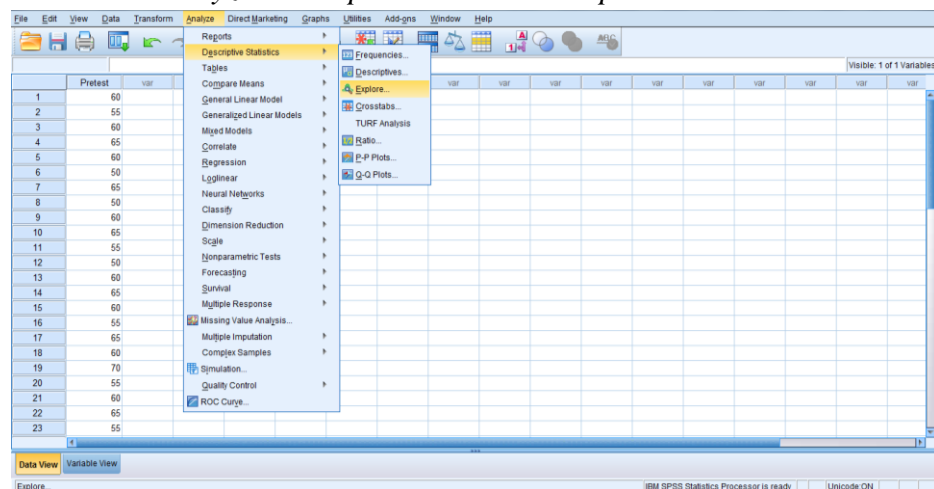 File Edit View Data Transform Analyze Direct Marketing Graphs Utilities Add-ons Window Help
Visible: 1 of 1 Variables
Pretest var var var var var var var var var
Reports
Descriptive Statistics
Tables
Compare Means
General Linear Model
Generalized Linear Models
Mixed Models
Correlate
Regression
Loglinear
Neural Networks
Classify
Dimension Reduction
Scale
Nonparametric Tests
Forecasting
Survival
Multiple Response
Missing Value Analysis...
Multiple Imputation
Complex Samples
Simulation...
Quality Control
ROC Curve...
Frequencies...
Descriptives...
Explore...
Crosstabs...
TURF Analysis
Ratio...
P-P Plots...
Q-Q Plots...
1 60
2 55
3 60
4 65
5 60
6 50
7 65
8 50
9 60
10 65
11 55
12 50
13 60
14 65
15 60
16 55
17 65
18 60
19 70
20 55
21 60
22 65
23 55
Data View Variable View
Explore... IBM SPSS Statistics Processor is ready Unicode:ON